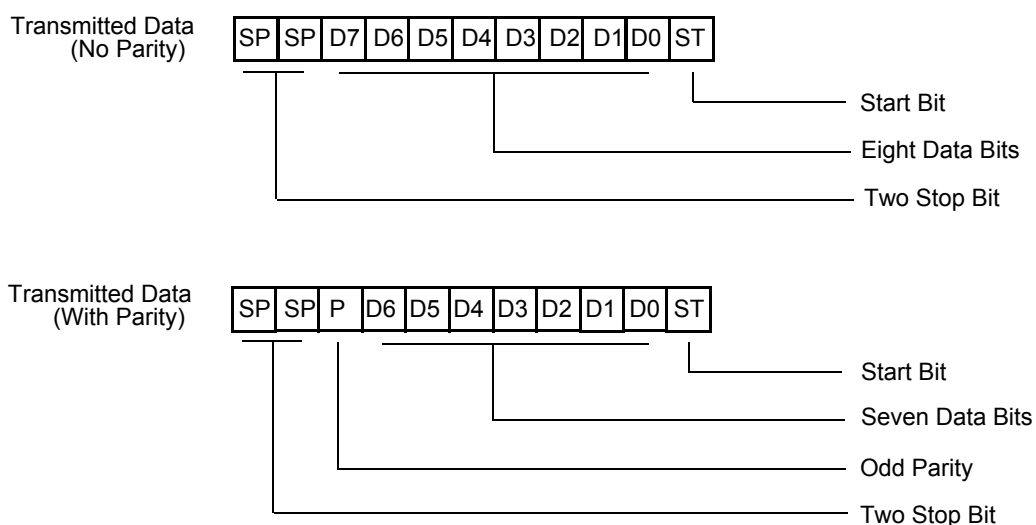 Transmitted Data
(No Parity)
SP SP D7 D6 D5 D4 D3 D2 D1 D0 ST
Start Bit
Eight Data Bits
Two Stop Bit
Transmitted Data
(With Parity)
SP SP P D6 D5 D4 D3 D2 D1 D0 ST
Start Bit
Seven Data Bits
Odd Parity
Two Stop Bit